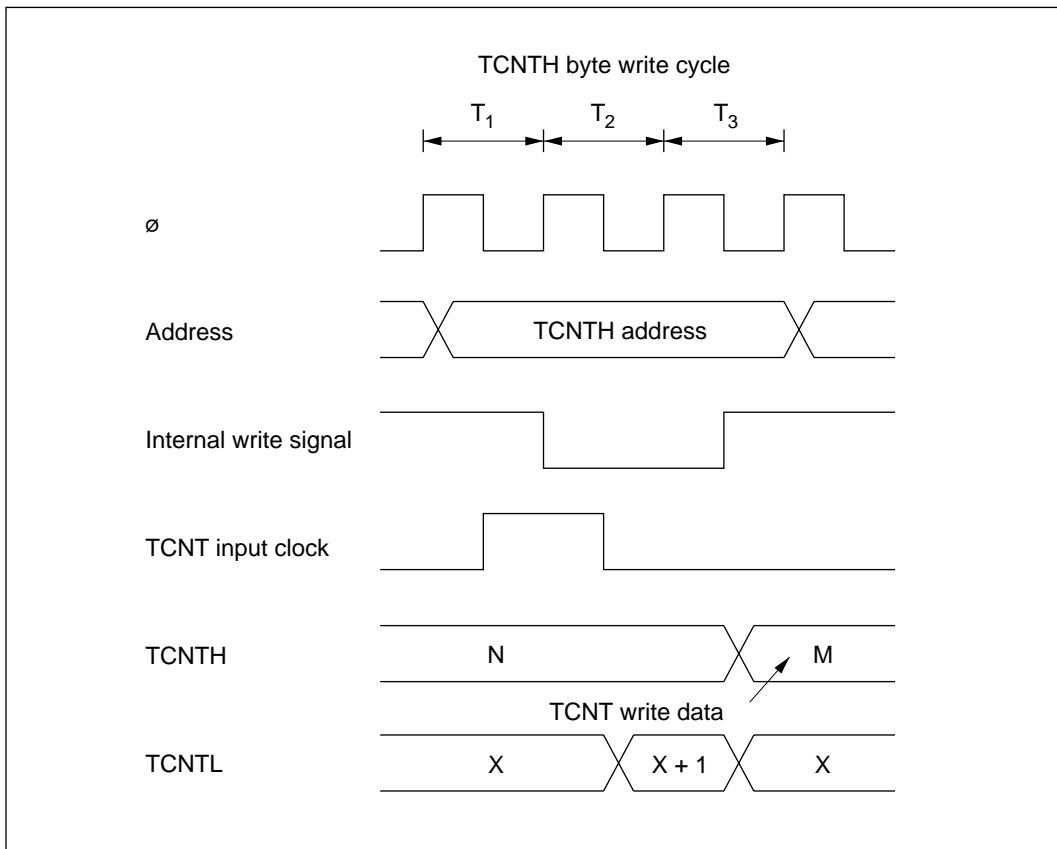 TCNTH byte write cycle
T1 T2 T3
ø
Address TCNTH address
Internal write signal
TCNT input clock
TCNTH N M
TCNT write data
TCNTL X X + 1 X